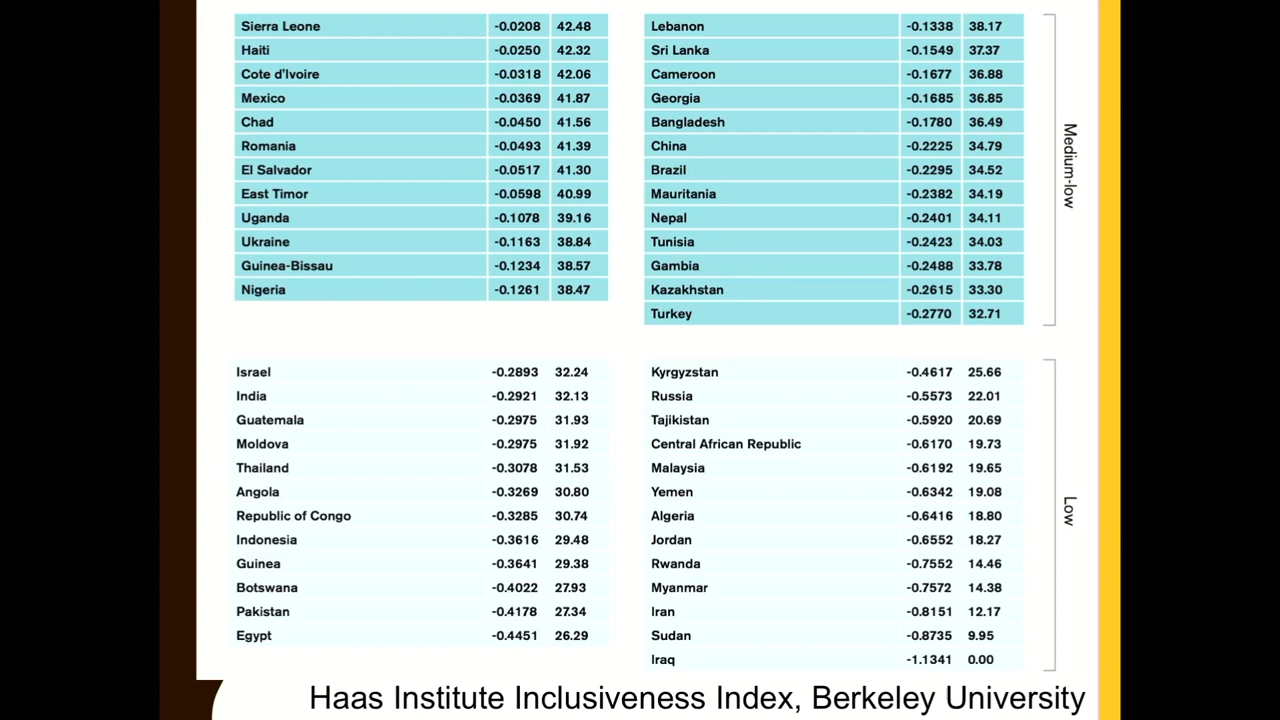 Sierra Leone -0.0208 42.48
Haiti -0.0250 42.32
Cote d'Ivoire -0.0318 42.06
Mexico -0.0369 41.87
Chad -0.0450 41.56
Romania -0.0493 41.39
El Salvador -0.0517 41.30
East Timor -0.0598 40.99
Uganda -0.1078 39.16
Ukraine -0.1163 38.84
Guinea-Bissau -0.1234 38.57
Nigeria -0.1261 38.47
Lebanon -0.1338 38.17
Sri Lanka -0.1549 37.37
Cameroon -0.1677 36.88
Georgia -0.1685 36.85
Bangladesh -0.1780 36.49
China -0.2225 34.79
Brazil -0.2295 34.52
Mauritania -0.2382 34.19
Nepal -0.2401 34.11
Tunisia -0.2423 34.03
Gambia -0.2488 33.78
Kazakhstan -0.2615 33.30
Turkey -0.2770 32.71
Medium-low
Israel -0.2893 32.24
India -0.2921 32.13
Guatemala -0.2975 31.93
Moldova -0.2975 31.92
Thailand -0.3078 31.53
Angola -0.3269 30.80
Republic of Congo -0.3285 30.74
Indonesia -0.3616 29.48
Guinea -0.3641 29.38
Botswana -0.4022 27.93
Pakistan -0.4178 27.34
Egypt -0.4451 26.29
Kyrgyzstan -0.4617 25.66
Russia -0.5573 22.01
Tajikistan -0.5920 20.69
Central African Republic -0.6170 19.73
Malaysia -0.6192 19.65
Yemen -0.6342 19.08
Algeria -0.6416 18.80
Jordan -0.6552 18.27
Rwanda -0.7552 14.46
Myanmar -0.7572 14.38
Iran -0.8151 12.17
Sudan -0.8735 9.95
Iraq -1.1341 0.00
Low
Haas Institute Inclusiveness Index, Berkeley University